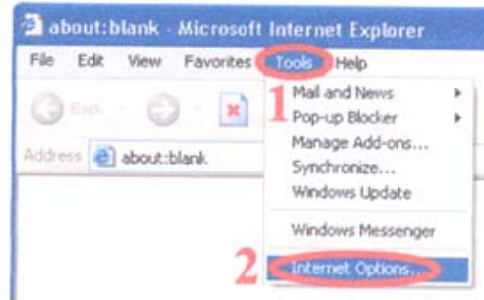 about:blank - Microsoft Internet Explorer
File Edit View Favorites Tools Help
1
Mail and News
Pop-up Blocker
Back
Manage Add-ons...
Address about:blank
Synchronize...
Windows Update
Windows Messenger
2
Internet Options...